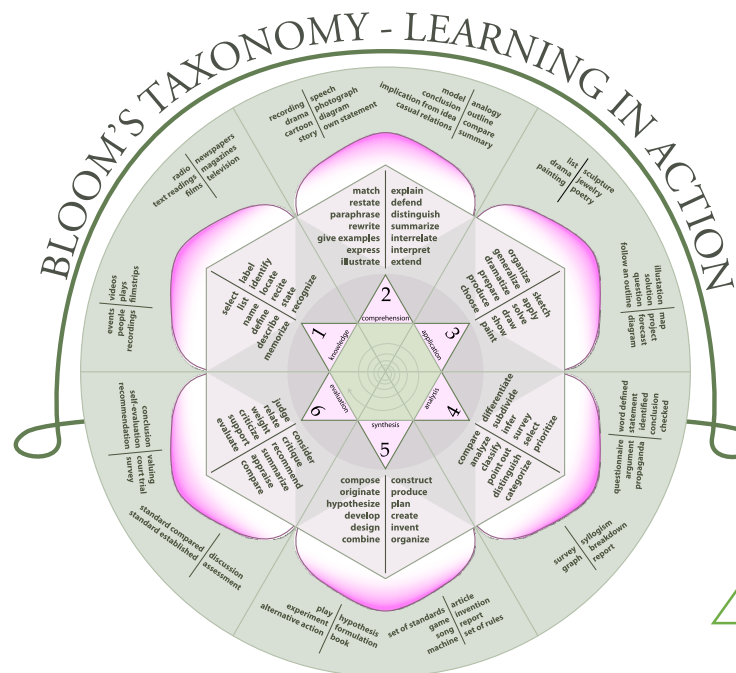 BLOOM'S TAXONOMY - LEARNING IN ACTION
recording
drama
cartoon
story
speech
photograph
diagram
own statement
model
conclusion
implication from idea
casual relations
analogy
outline
compare
summary
radio
text readings
films
newspapers
magazines
television
list
drama
painting
sculpture
jewelry
poetry
events
people
recordings
videos
plays
filmstrips
illustation
solution
question
follow an outline
map
project
forecast
diagram
match
restate
paraphrase
rewrite
give examples
express
illustrate
explain
defend
distinguish
summarize
interrelate
interpret
extend
select
list
name
define
describe
memorize
label
identify
locate
recite
state
recognize
organize
generalize
dramatize
prepare
produce
choose
sketch
apply
solve
draw
show
paint
1
knowledge
2
comprehension
3
application
4
analysis
5
synthesis
6
evaluation
judge
relate
weight
criticize
support
evaluate
consider
critique
recommend
summarize
appraise
compare
compare
analyze
classify
point out
distinguish
categorize
differentiate
subdivide
infer
survey
select
prioritize
compose
originate
hypothesize
develop
design
combine
construct
produce
plan
create
invent
organize
conclusion
self-evaluation
recommendation
valuing
court trial
survey
word defined
statement
identified
conclusion
checked
questionnaire
argument
propaganda
standard compared
standard established
discussion
assessment
survey
graph
syllogism
breakdown
report
play
experiment
alternative action
hypothesis
formulation
book
set of standards
game
song
machine
article
invention
report
set of rules